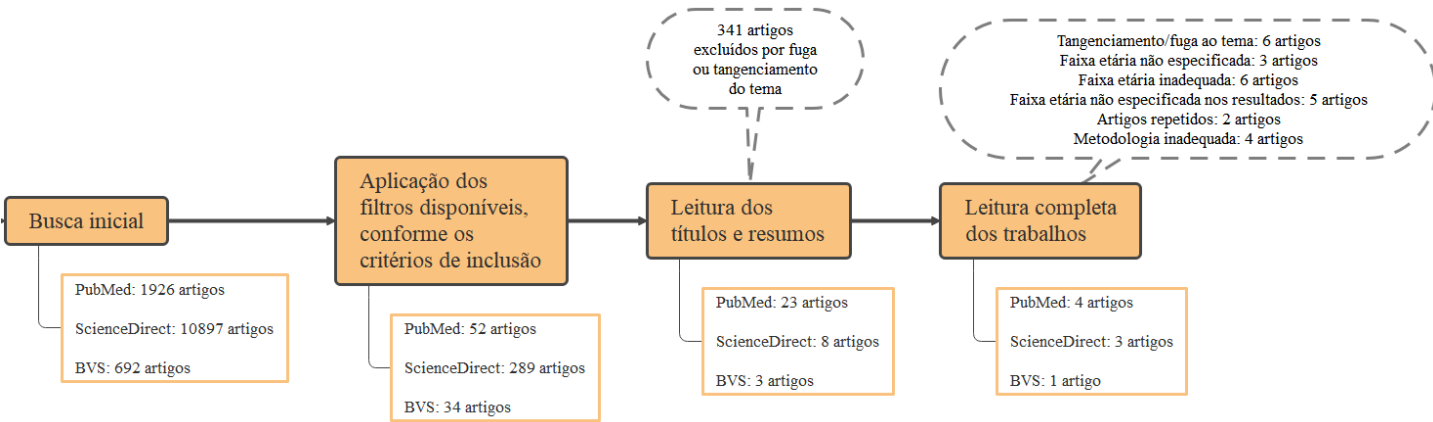 341 artigos
excluídos por fuga
ou tangenciamento
do tema
Tangenciamento/fuga ao tema: 6 artigos
Faixa etária não especificada: 3 artigos
Faixa etária inadequada: 6 artigos
Faixa etária não especificada nos resultados: 5 artigos
Artigos repetidos: 2 artigos
Metodologia inadequada: 4 artigos
Busca inicial
PubMed: 1926 artigos
ScienceDirect: 10897 artigos
BVS: 692 artigos
Aplicação dos
filtros disponíveis,
conforme os
critérios de inclusão
PubMed: 52 artigos
ScienceDirect: 289 artigos
BVS: 34 artigos
Leitura dos
títulos e resumos
PubMed: 23 artigos
ScienceDirect: 8 artigos
BVS: 3 artigos
Leitura completa
dos trabalhos
PubMed: 4 artigos
ScienceDirect: 3 artigos
BVS: 1 artigo